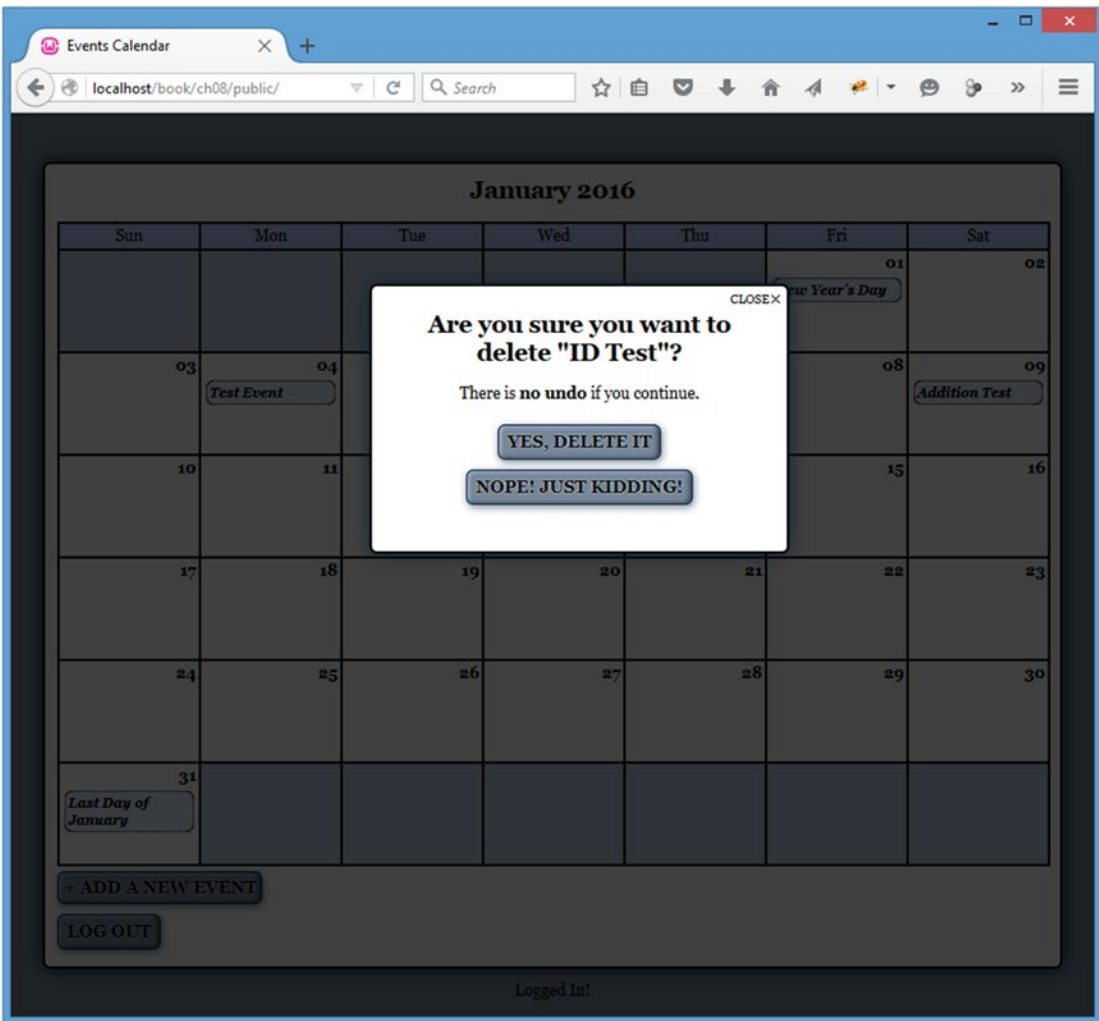 Events Calendar
localhost/book/ch08/public/
Search
January 2016
Sun Mon Tue Wed Thu Fri Sat
01 02
ew Year's Day
CLOSE×
Are you sure you want to
delete "ID Test"?
There is no undo if you continue.
YES, DELETE IT
NOPE! JUST KIDDING!
03 04 08 09
Test Event Addition Test
10 11 15 16
17 18 19 20 21 22 23
24 25 26 27 28 29 30
31
Last Day of
January
+ ADD A NEW EVENT
LOG OUT
Logged In!